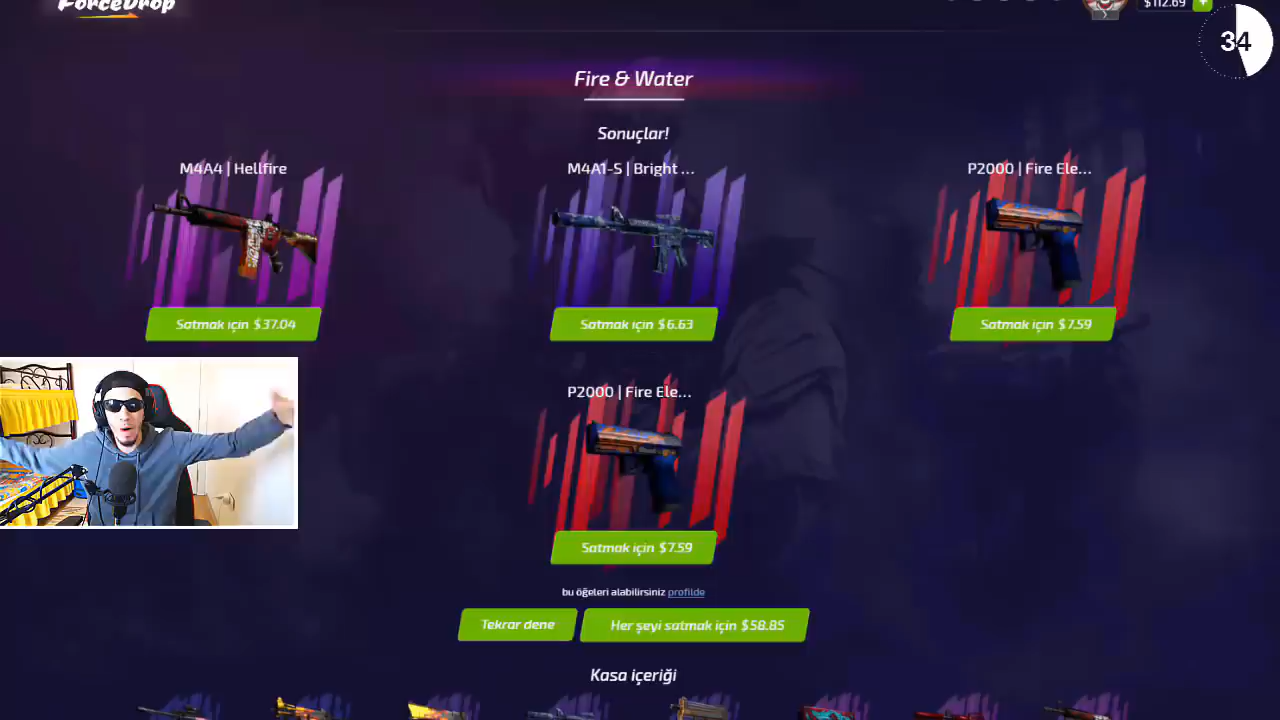 ForceDrop
$112.69
34
Fire & Water
Sonuçlar!
M4A4 | Hellfire
M4A1-S | Bright ...
P2000 | Fire Ele...
Satmak için $37.04
Satmak için $6.63
Satmak için $7.59
P2000 | Fire Ele...
Satmak için $7.59
bu öğeleri alabilirsiniz profilde
Tekrar dene
Her şeyi satmak için $58.85
Kasa içeriği